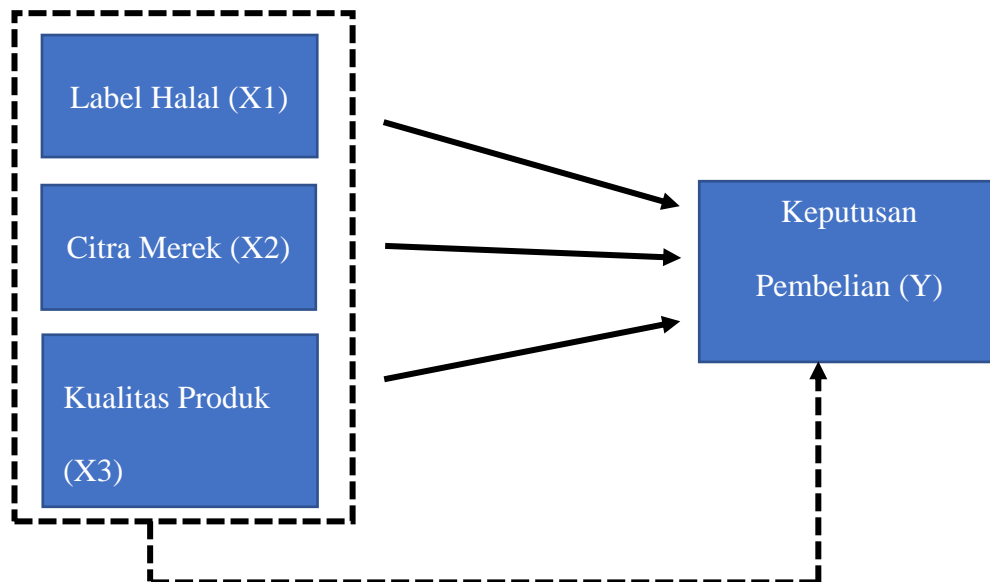 Label Halal (X1)
Citra Merek (X2)
Kualitas Produk
(X3)
Keputusan
Pembelian (Y)